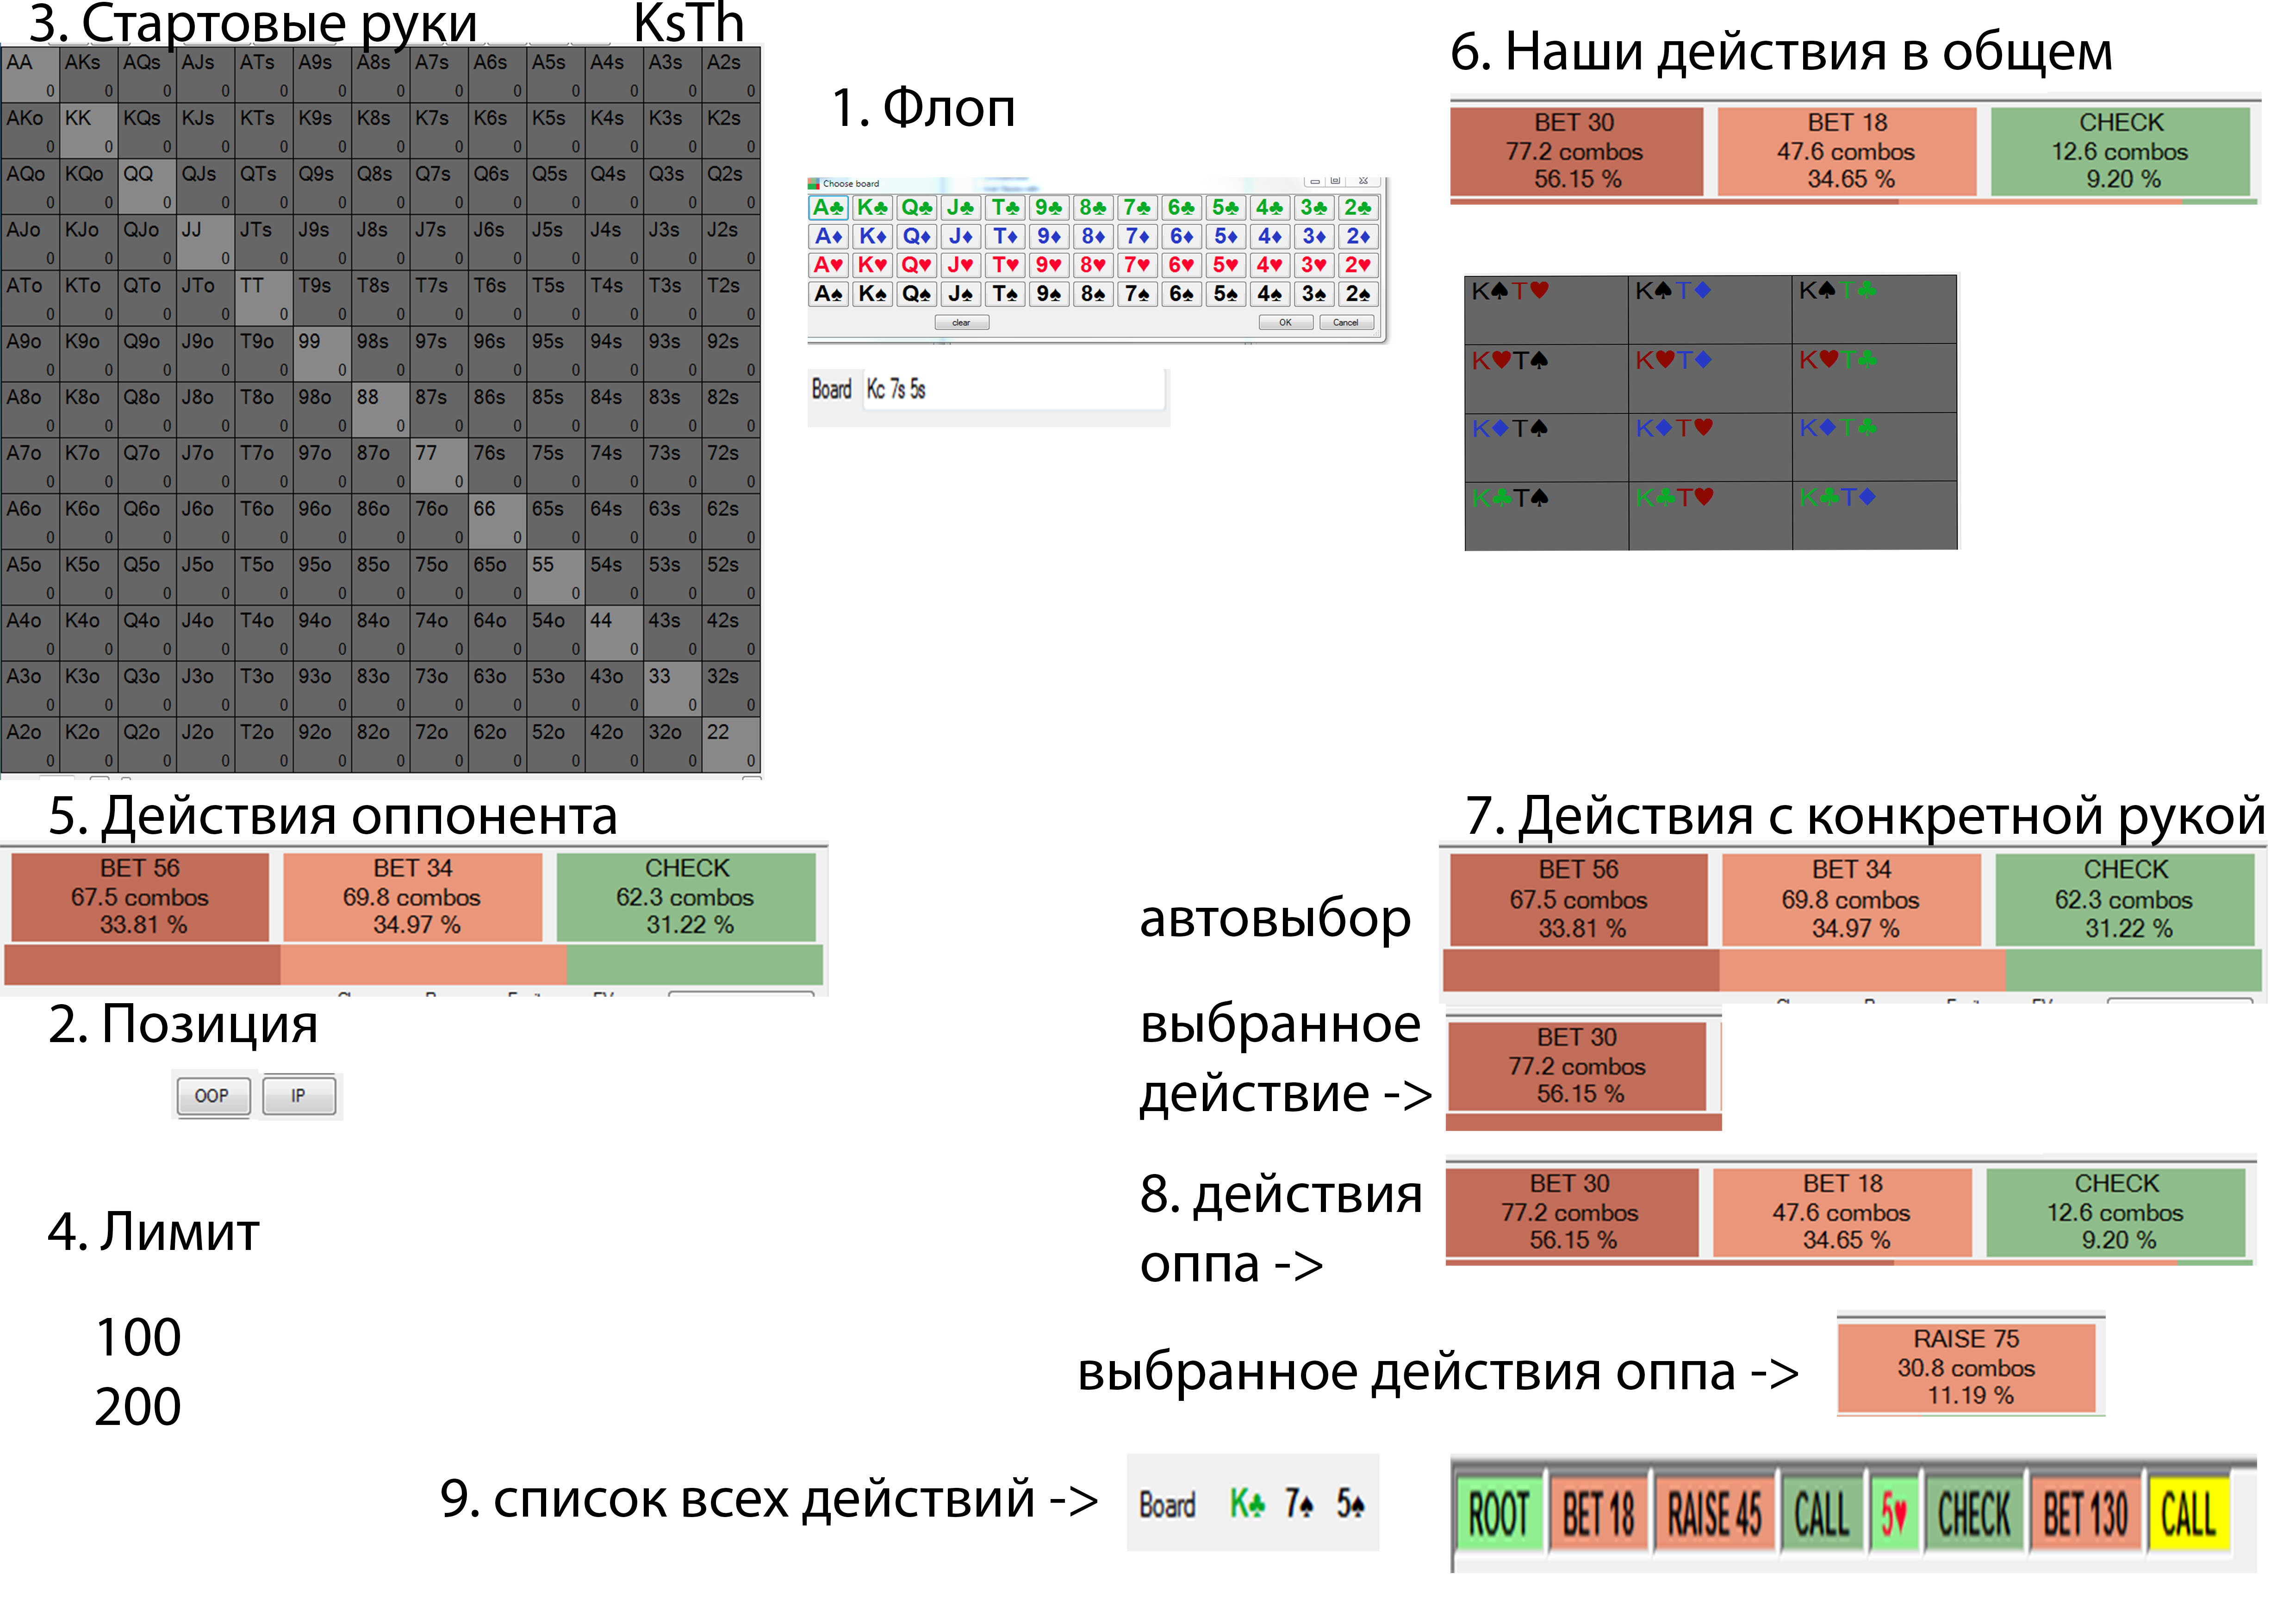 3. Стартовые руки KsTh
AA AKs AQs AJs ATs A9s A8s A7s A6s A5s A4s A3s A2s
0 0 0 0 0 0 0 0 0 0 0 0 0
AKo KK KQs KJs KTs K9s K8s K7s K6s K5s K4s K3s K2s
0 0 0 0 0 0 0 0 0 0 0 0 0
AQo KQo QQ QJs QTs Q9s Q8s Q7s Q6s Q5s Q4s Q3s Q2s
0 0 0 0 0 0 0 0 0 0 0 0 0
AJo KJo QJo JJ JTs J9s J8s J7s J6s J5s J4s J3s J2s
0 0 0 0 0 0 0 0 0 0 0 0 0
ATo KTo QTo JTo TT T9s T8s T7s T6s T5s T4s T3s T2s
0 0 0 0 0 0 0 0 0 0 0 0 0
A9o K9o Q9o J9o T9o 99 98s 97s 96s 95s 94s 93s 92s
0 0 0 0 0 0 0 0 0 0 0 0 0
A8o K8o Q8o J8o T8o 98o 88 87s 86s 85s 84s 83s 82s
0 0 0 0 0 0 0 0 0 0 0 0 0
A7o K7o Q7o J7o T7o 97o 87o 77 76s 75s 74s 73s 72s
0 0 0 0 0 0 0 0 0 0 0 0 0
A6o K6o Q6o J6o T6o 96o 86o 76o 66 65s 64s 63s 62s
0 0 0 0 0 0 0 0 0 0 0 0 0
A5o K5o Q5o J5o T5o 95o 85o 75o 65o 55 54s 53s 52s
0 0 0 0 0 0 0 0 0 0 0 0 0
A4o K4o Q4o J4o T4o 94o 84o 74o 64o 54o 44 43s 42s
0 0 0 0 0 0 0 0 0 0 0 0 0
A3o K3o Q3o J3o T3o 93o 83o 73o 63o 53o 43o 33 32s
0 0 0 0 0 0 0 0 0 0 0 0 0
A2o K2o Q2o J2o T2o 92o 82o 72o 62o 52o 42o 32o 22
0 0 0 0 0 0 0 0 0 0 0 0 0
1. Флоп
Choose board
A♣ K♣ Q♣ J♣ T♣ 9♣ 8♣ 7♣ 6♣ 5♣ 4♣ 3♣ 2♣
A♦ K♦ Q♦ J♦ T♦ 9♦ 8♦ 7♦ 6♦ 5♦ 4♦ 3♦ 2♦
A♥ K♥ Q♥ J♥ T♥ 9♥ 8♥ 7♥ 6♥ 5♥ 4♥ 3♥ 2♥
A♠ K♠ Q♠ J♠ T♠ 9♠ 8♠ 7♠ 6♠ 5♠ 4♠ 3♠ 2♠
clear OK Cancel
Board Kc 7s 5s
6. Наши действия в общем
BET 30 BET 18 CHECK
77.2 combos 47.6 combos 12.6 combos
56.15 % 34.65 % 9.20 %
K♠T♥ K♠T♦ K♠T♣
K♥T♠ K♥T♦ K♥T♣
K♦T♠ K♦T♥ K♦T♣
K♣T♠ K♣T♥ K♣T♦
5. Действия оппонента
BET 56 BET 34 CHECK
67.5 combos 69.8 combos 62.3 combos
33.81 % 34.97 % 31.22 %
2. Позиция
OOP IP
4. Лимит
100
200
7. Действия с конкретной рукой
автовыбор
BET 56 BET 34 CHECK
67.5 combos 69.8 combos 62.3 combos
33.81 % 34.97 % 31.22 %
выбранное
действие ->
BET 30
77.2 combos
56.15 %
8. действия
оппа ->
BET 30 BET 18 CHECK
77.2 combos 47.6 combos 12.6 combos
56.15 % 34.65 % 9.20 %
выбранное действия оппа ->
RAISE 75
30.8 combos
11.19 %
9. список всех действий -> Board K♣ 7♠ 5♠
ROOT BET 18 RAISE 45 CALL 5♥ CHECK BET 130 CALL